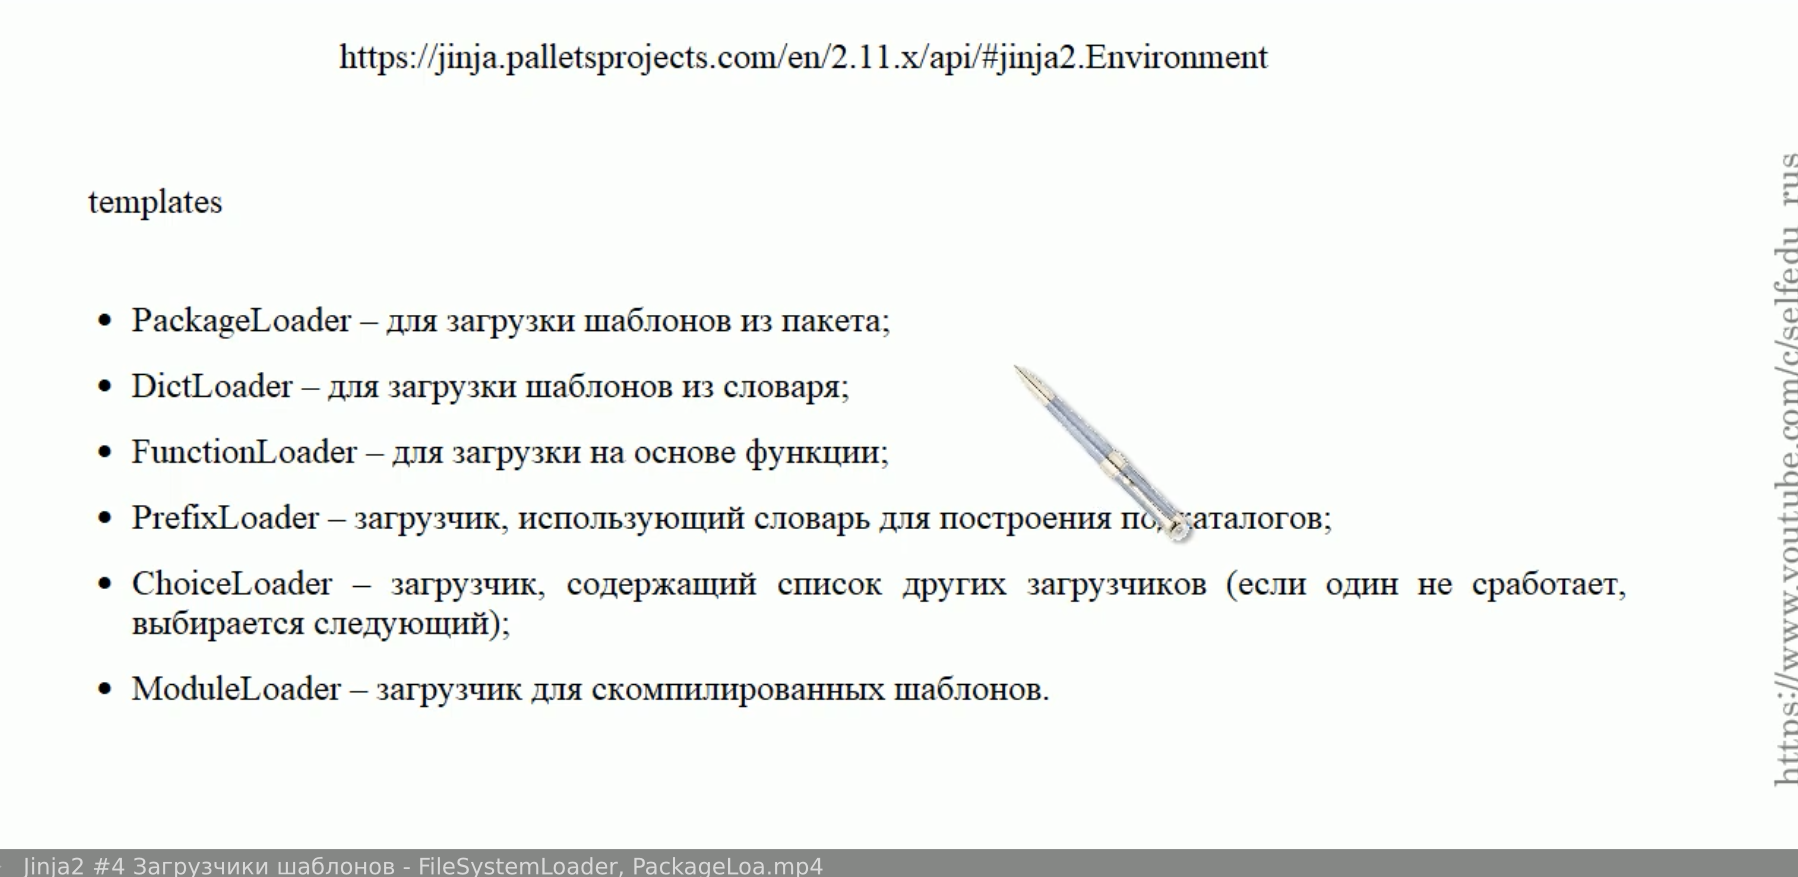 https://jinja.palletsprojects.com/en/2.11.x/api/#jinja2.Environment
templates
• PackageLoader – для загрузки шаблонов из пакета;
• DictLoader – для загрузки шаблонов из словаря;
• FunctionLoader – для загрузки на основе функции;
• PrefixLoader – загрузчик, использующий словарь для построения
• ChoiceLoader – загрузчик, содержащий список других загрузчиков (если один не сработает,
выбирается следующий);
• ModuleLoader – загрузчик для скомпилированных шаблонов.
https://www.youtube.com/c/selfedu_rus
Jinja2 #4 Загрузчики шаблонов - FileSystemLoader, PackageLoa.mp4